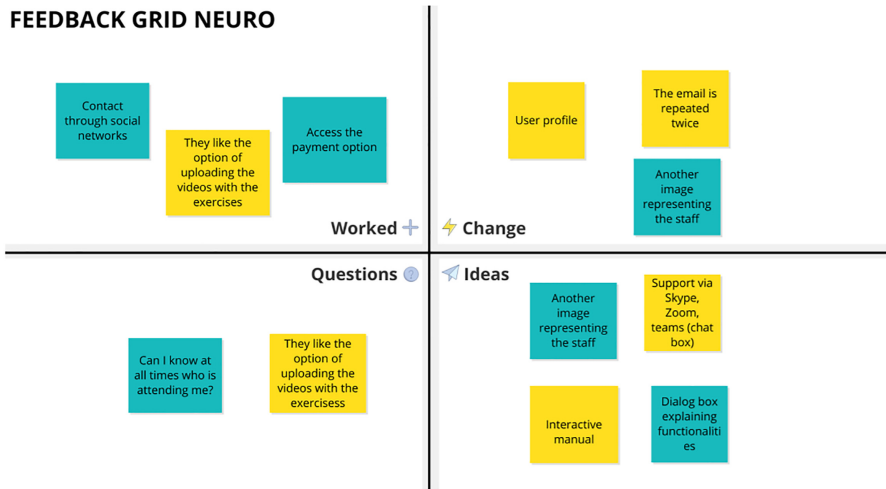 FEEDBACK GRID NEURO
Contact
through social
networks
They like the
option of
uploading the
videos with the
exercises
Access the
payment option
Worked
User profile
The email is
repeated
twice
Another
image
representing
the staff
Change
Questions
Can I know at
all times who is
attending me?
They like the
option of
uploading the
videos with the
exercisess
Ideas
Another
image
representing
the staff
Support via
Skype,
Zoom,
teams (chat
box)
Interactive
manual
Dialog box
explaining
functionaliti
es